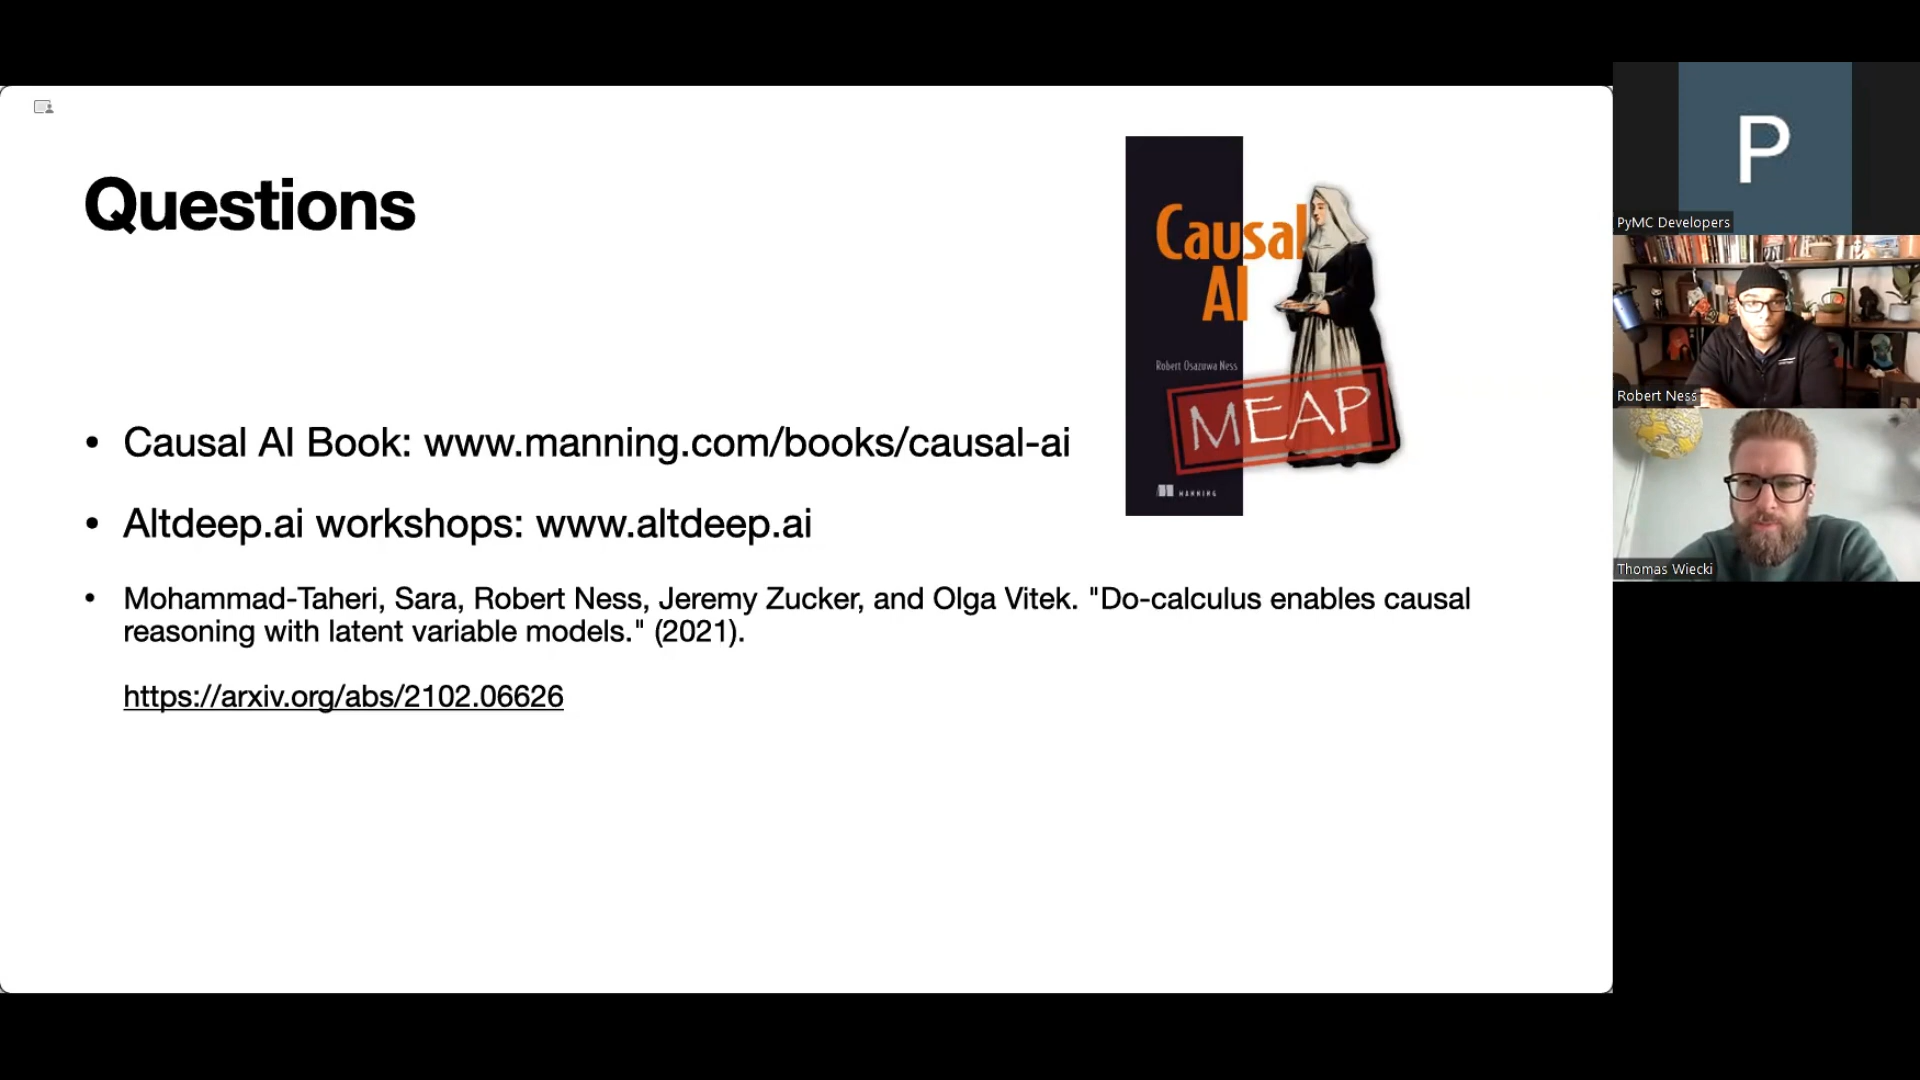 Questions
Causal
AI
Robert Osazuwa Ness
MEAP
MANNING
• Causal AI Book: www.manning.com/books/causal-ai
• Altdeep.ai workshops: www.altdeep.ai
• Mohammad-Taheri, Sara, Robert Ness, Jeremy Zucker, and Olga Vitek. "Do-calculus enables causal
reasoning with latent variable models." (2021).
https://arxiv.org/abs/2102.06626
P
PyMC Developers
Robert Ness
Thomas Wiecki